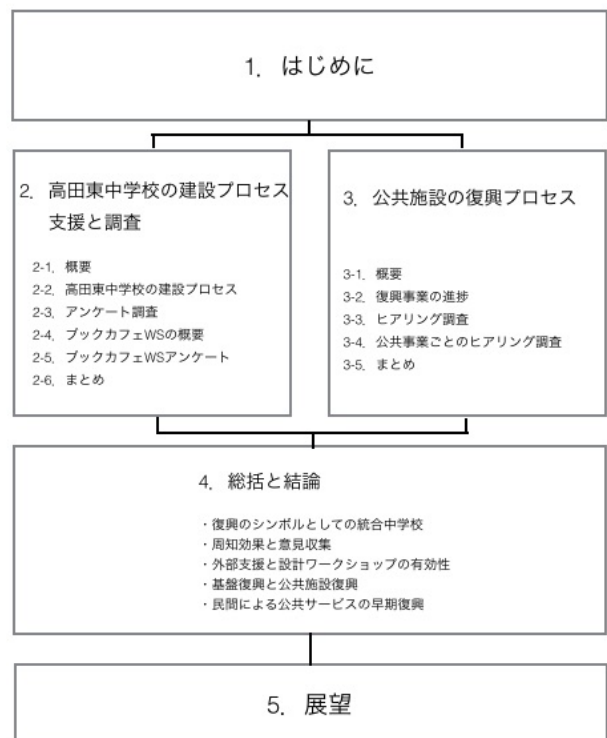 1. はじめに
2. 高田東中学校の建設プロセス
支援と調査
2-1. 概要
2-2. 高田東中学校の建設プロセス
2-3. アンケート調査
2-4. ブックカフェWSの概要
2-5. ブックカフェWSアンケート
2-6. まとめ
3. 公共施設の復興プロセス
3-1. 概要
3-2. 復興事業の進捗
3-3. ヒアリング調査
3-4. 公共事業ごとのヒアリング調査
3-5. まとめ
4. 総括と結論
・復興のシンボルとしての統合中学校
・周知効果と意見収集
・外部支援と設計ワークショップの有効性
・基盤復興と公共施設復興
・民間による公共サービスの早期復興
5. 展望